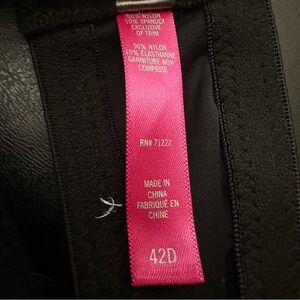 90% NYLON
10% SPANDEX
EXCLUSIVE
OF TRIM
90% NYLON
10% ÉLASTHANNE
GARNITURE NON
COMPRISE
RN# 71222
MADE IN
CHINA
FABRIQUÉ EN
CHINE
42D